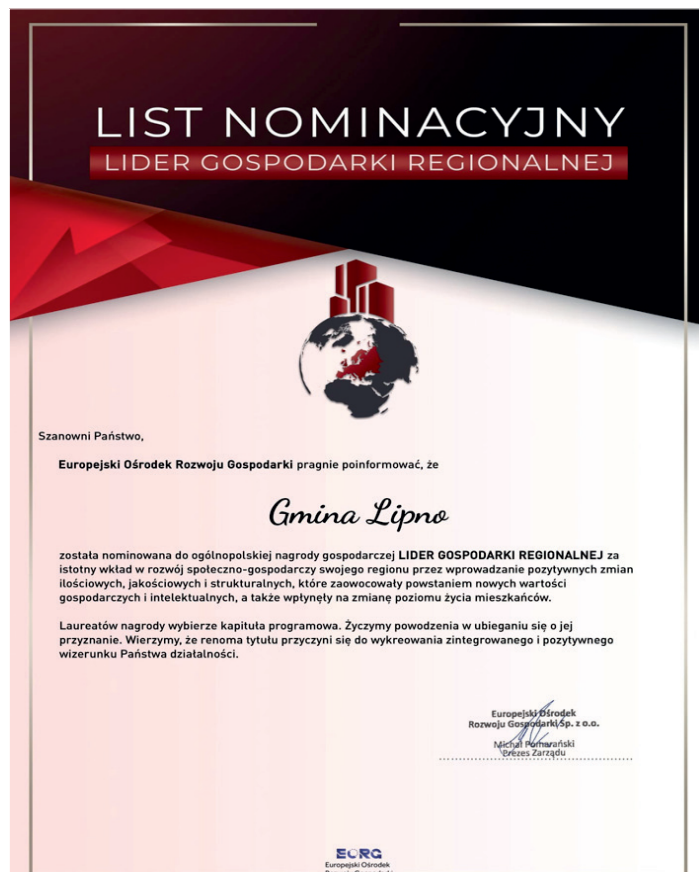 LIST NOMINACYJNY
LIDER GOSPODARKI REGIONALNEJ
Szanowni Państwo,
Europejski Ośrodek Rozwoju Gospodarki pragnie poinformować, że
Gmina Lipno
została nominowana do ogólnopolskiej nagrody gospodarczej LIDER GOSPODARKI REGIONALNEJ za
istotny wkład w rozwój społeczno-gospodarczy swojego regionu przez wprowadzanie pozytywnych zmian
ilościowych, jakościowych i strukturalnych, które zaowocowały powstaniem nowych wartości
gospodarczych i intelektualnych, a także wpłynęły na zmianę poziomu życia mieszkańców.
Laureatów nagrody wybierze kapituła programowa. Życzymy powodzenia w ubieganiu się o jej
przyznanie. Wierzymy, że renoma tytułu przyczyni się do wykreowania zintegrowanego i pozytywnego
wizerunku Państwa działalności.
Europejski Ośrodek
Rozwoju Gospodarki Sp. z o.o.
Michał Pomarański
Prezes Zarządu
EORG
Europejski Ośrodek